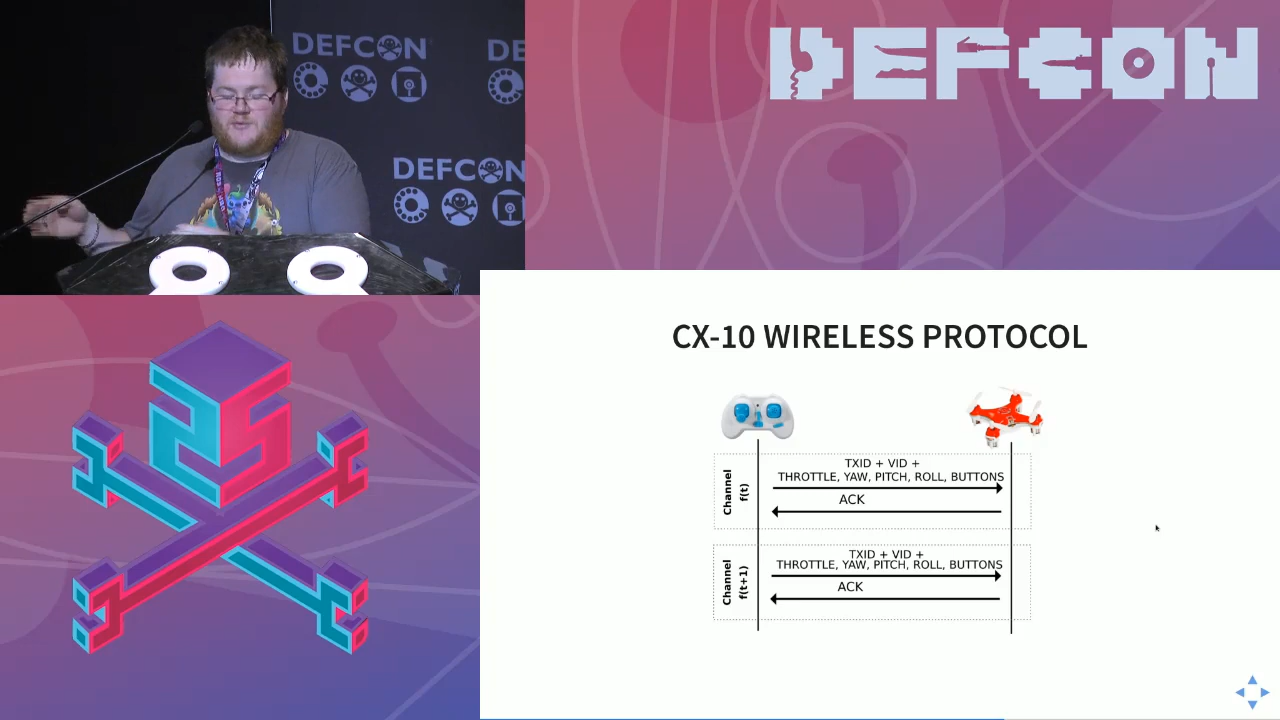 DEFCON
DE
DEFCON
DEFCON
CX-10 WIRELESS PROTOCOL
Channel
f(t)
TXID + VID +
THROTTLE, YAW, PITCH, ROLL, BUTTONS
ACK
Channel
f(t+1)
TXID + VID +
THROTTLE, YAW, PITCH, ROLL, BUTTONS
ACK